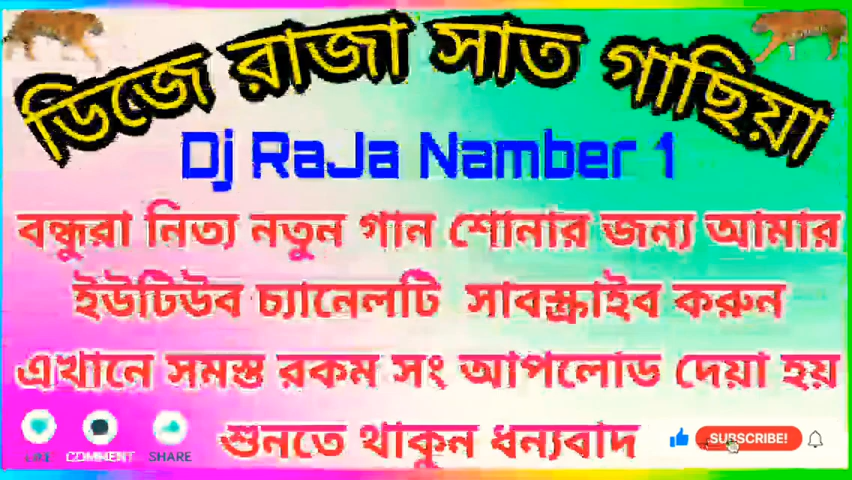 ডিজে রাজা সাত গাছিয়া
Dj RaJa Namber 1
বন্ধুরা নিত্য নতুন গান শোনার জন্য আমার
ইউটিউব চ্যানেলটি সাবস্ক্রাইব করুন
এখানে সমস্ত রকম সং আপলোড দেয়া হয়
শুনতে থাকুন ধন্যবাদ
LIKE COMMENT SHARE
SUBSCRIBE!